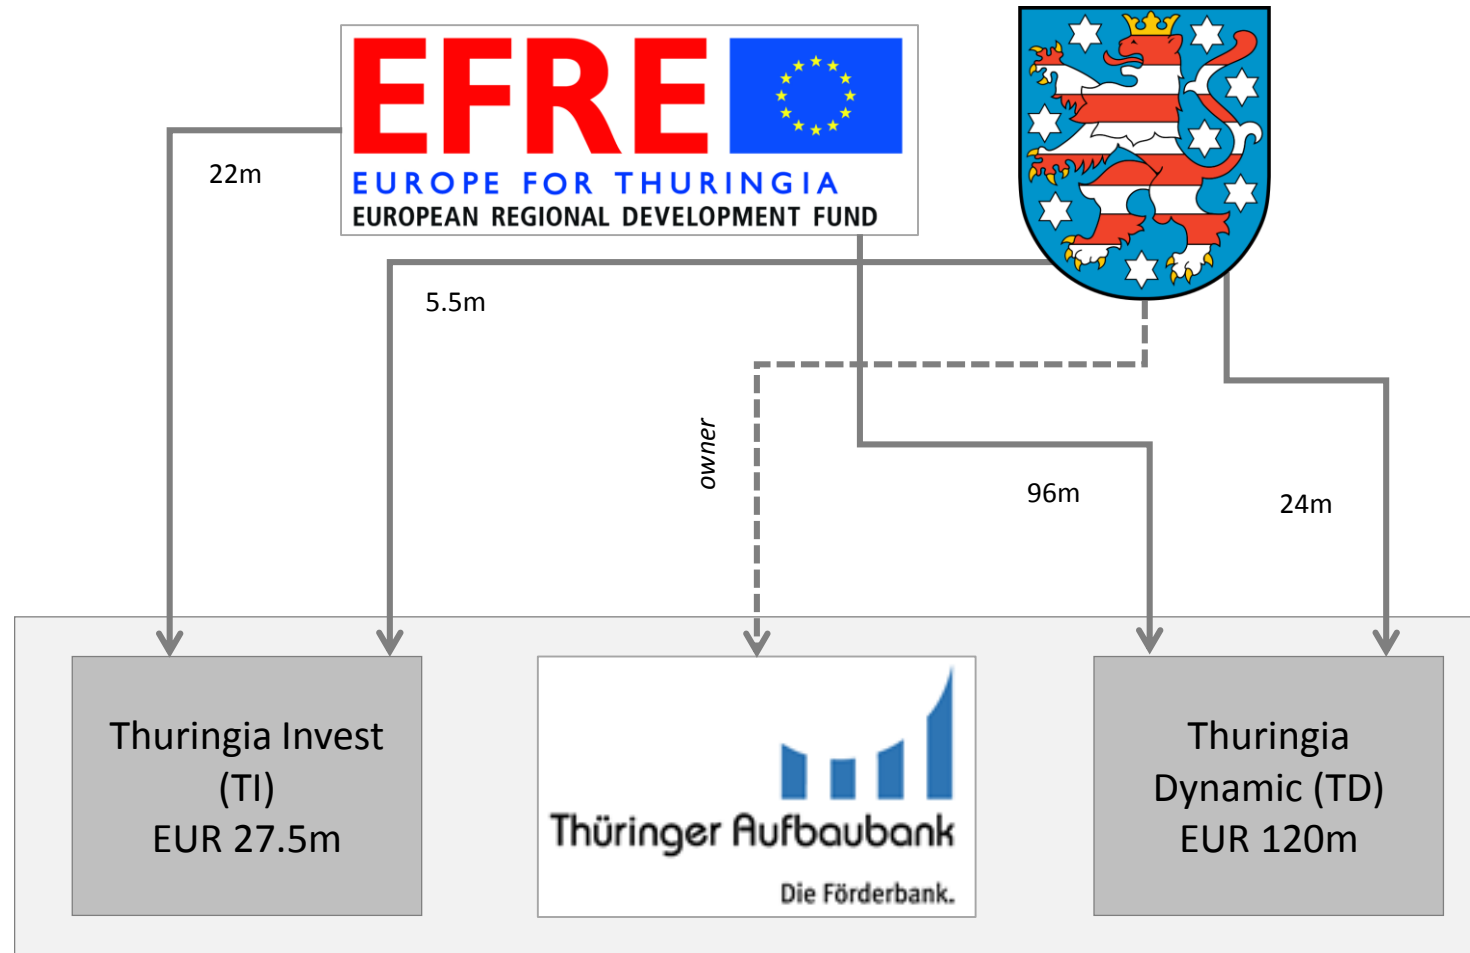 EFRE
EUROPE FOR THURINGIA
EUROPEAN REGIONAL DEVELOPMENT FUND
22m
5.5m
owner
96m
24m
Thuringia Invest
(TI)
EUR 27.5m
Thüringer Aufbaubank
Die Förderbank.
Thuringia
Dynamic (TD)
EUR 120m